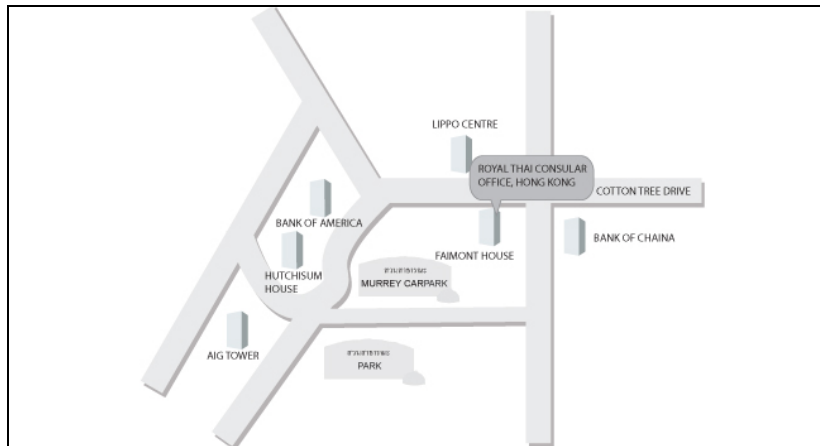 LIPPO CENTRE
ROYAL THAI CONSULAR
OFFICE, HONG KONG
COTTON TREE DRIVE
BANK OF AMERICA
BANK OF CHAINA
FAIMONT HOUSE
HUTCHISUM
HOUSE
MURREY CARPARK
AIG TOWER
PARK